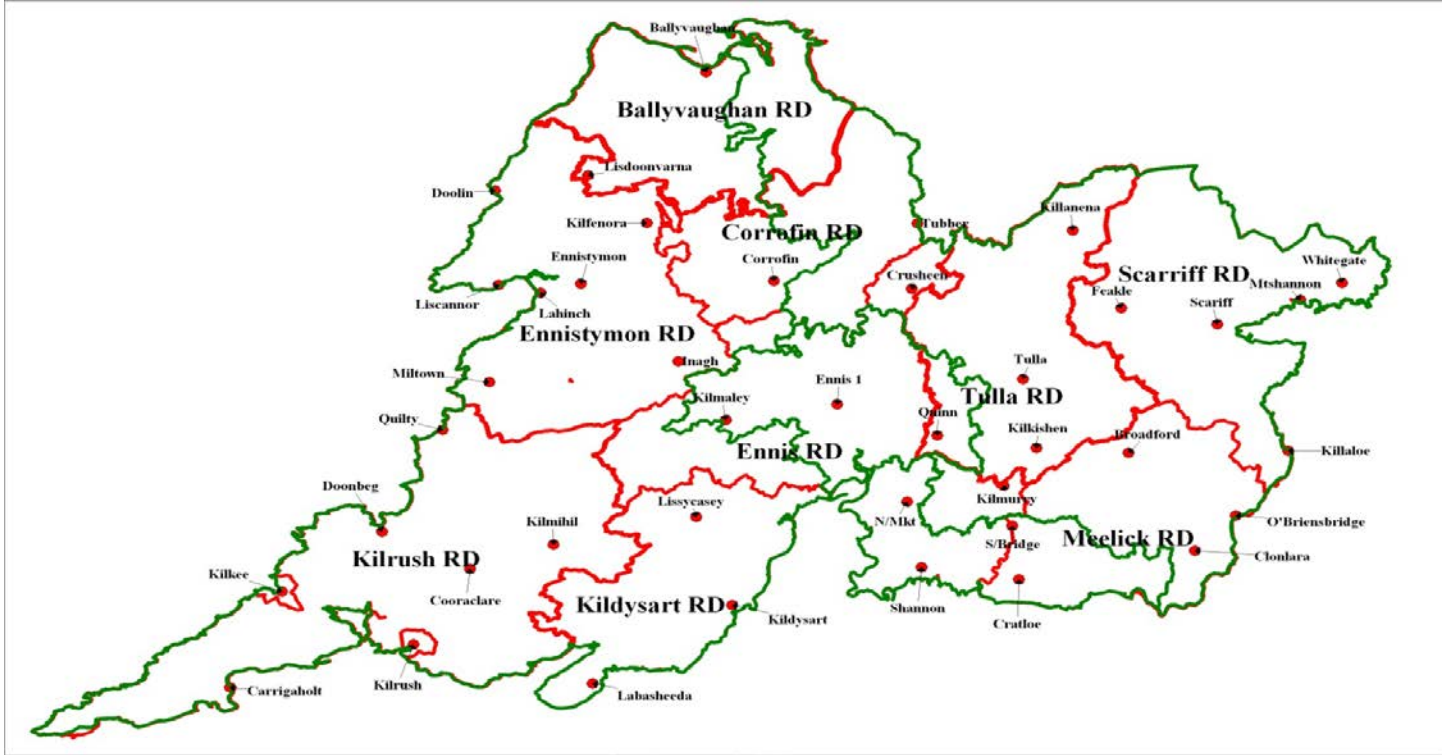 Ballyvaughan
Ballyvaughan RD
Lisdoonvarna
Doolin
Killanena
Kilfenora
Tubber
Corrofin RD
Ennistymon
Corrofin
Crusheen
Scarriff RD
Whitegate
Feakle
Mtshannon
Scariff
Liscannor
Lahinch
Ennistymon RD
Inagh
Tulla
Miltown
Ennis 1
Kilmaley
Tulla RD
Quilty
Quinn
Kilkishen
Broadford
Ennis RD
Killaloe
Doonbeg
Lissycasey
Kilmurry
N/Mkt
O'Briensbridge
Kilmihil
S/Bridge
Meelick RD
Clonlara
Kilrush RD
Kilkee
Cooraclare
Kildysart RD
Kildysart
Shannon
Cratloe
Kilrush
Carrigaholt
Labasheeda